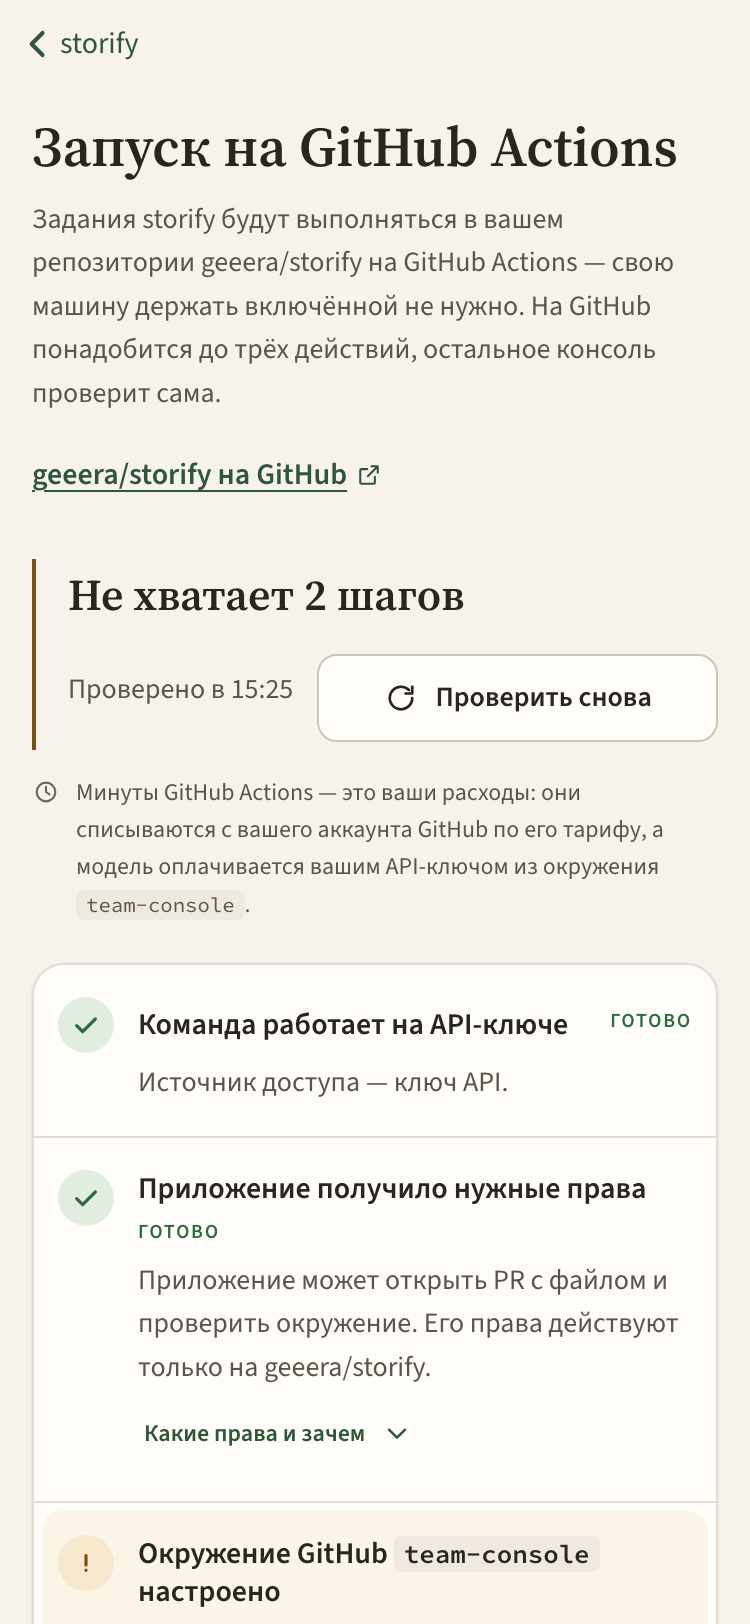 storify
Запуск на GitHub Actions
Задания storify будут выполняться в вашем
репозитории geeera/storify на GitHub Actions — свою
машину держать включённой не нужно. На GitHub
понадобится до трёх действий, остальное консоль
проверит сама.
geeera/storify на GitHub
Не хватает 2 шагов
Проверено в 15:25
Проверить снова
Минуты GitHub Actions — это ваши расходы: они
списываются с вашего аккаунта GitHub по его тарифу, а
модель оплачивается вашим API-ключом из окружения
team-console.
Команда работает на API-ключе
ГОТОВО
Источник доступа — ключ API.
Приложение получило нужные права
ГОТОВО
Приложение может открыть PR с файлом и
проверить окружение. Его права действуют
только на geeera/storify.
Какие права и зачем
Окружение GitHub team-console
настроено